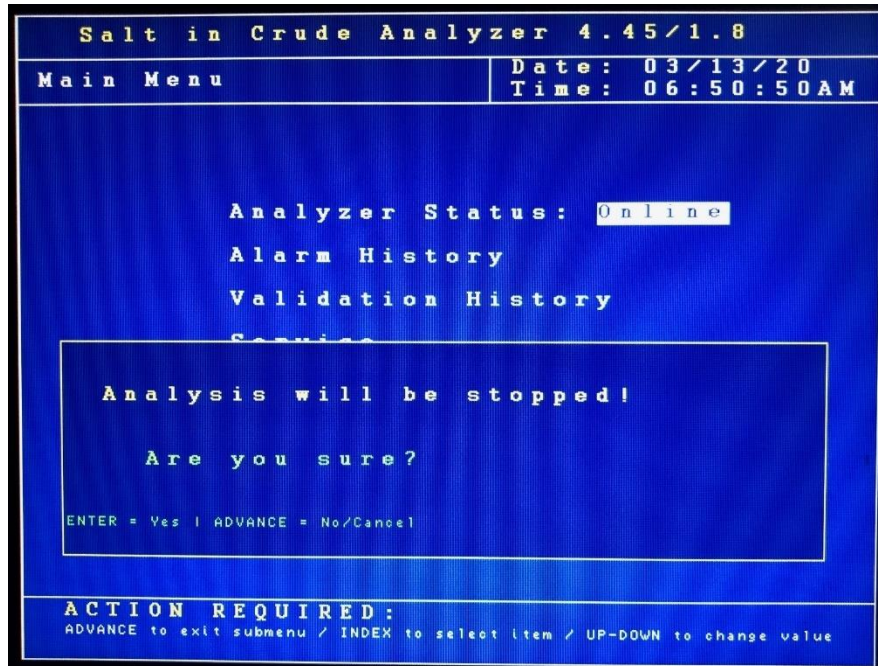 Salt in Crude Analyzer 4.45/1.8
Main Menu
Date: 03/13/20
Time: 06:50:50AM
Analyzer Status: Online
Alarm History
Validation History
Service
Analysis will be stopped!
Are you sure?
ENTER = Yes | ADVANCE = No/Cancel
ACTION REQUIRED:
ADVANCE to exit submenu / INDEX to select item / UP-DOWN to change value